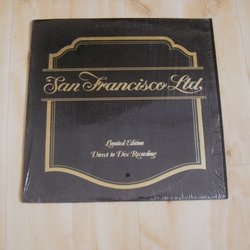 San Francisco Ltd
Limited Edition
Direct to Disc Recording